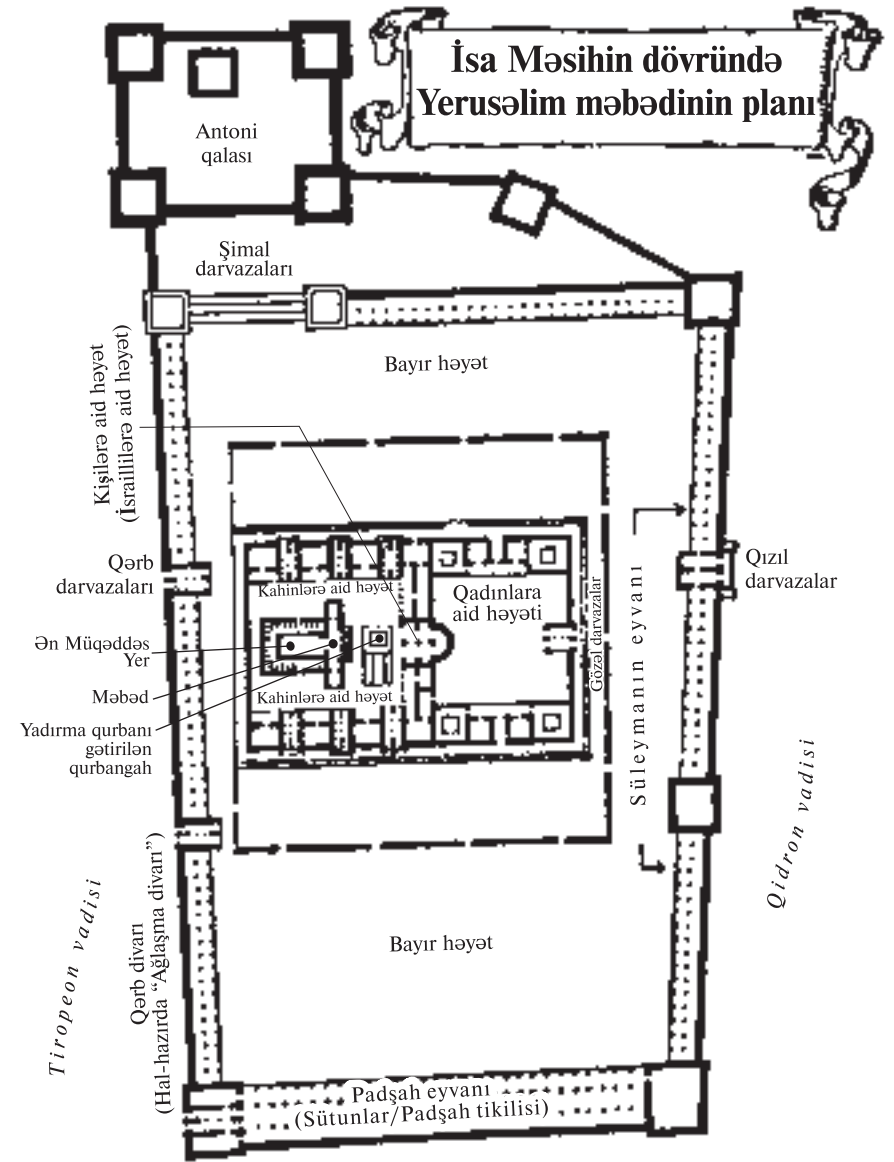 İsa Məsihin dövründə
Yerusəlim məbədinin planı
Antoni
qalası
Şimal
darvazaları
Bayır həyət
Kişilərə aid həyət
(İsraillilərə aid həyət)
Qərb
darvazaları
Kahinlərə aid həyət
Qadınlara
aid həyəti
Gözəl darvazalar
Süleymanın eyvanı
Qızıl
darvazalar
Ən Müqəddəs
Yer
Məbəd
Kahinlərə aid həyət
Yadırma qurbanı
gətirilən
qurbangah
Qidron vadisi
Tiropeon vadisi
Qərb divarı
(Hal-hazırda “Ağlaşma divarı”)
Bayır həyət
Padşah eyvanı
(Sütunlar/Padşah tikilisi)